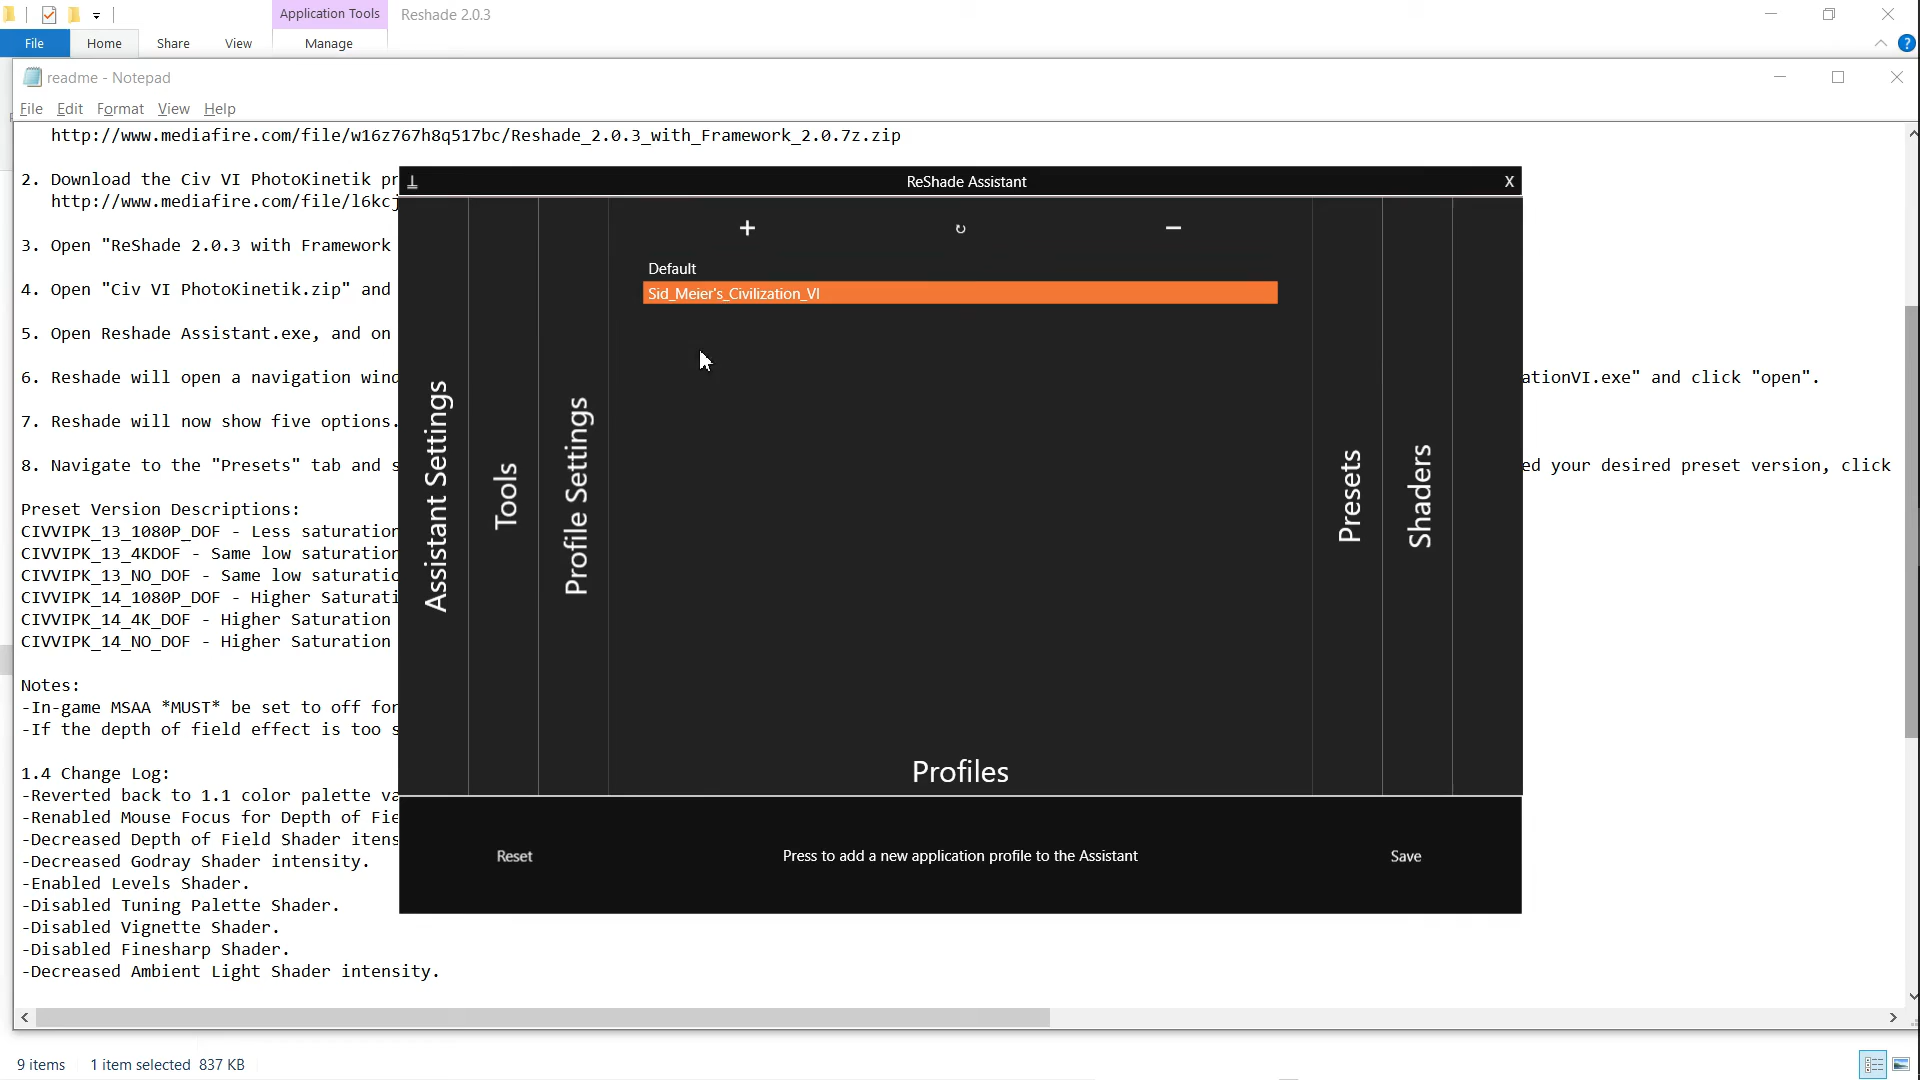 Application Tools
Reshade 2.0.3
File
Home
Share
View
Manage
readme - Notepad
File
Edit
Format
View
Help
http://www.mediafire.com/file/w16z767h8q517bc/Reshade_2.0.3_with_Framework_2.0.7z.zip
2. Download the Civ VI PhotoKinetik pr
http://www.mediafire.com/file/l6kcj
3. Open "ReShade 2.0.3 with Framework
4. Open "Civ VI PhotoKinetik.zip" and
5. Open Reshade Assistant.exe, and on
6. Reshade will open a navigation wind
ationVI.exe" and click "open".
7. Reshade will now show five options.
8. Navigate to the "Presets" tab and s
ed your desired preset version, click
Preset Version Descriptions:
CIVVIPK_13_1080P_DOF - Less saturation
CIVVIPK_13_4KDOF - Same low saturation
CIVVIPK_13_NO_DOF - Same low saturatio
CIVVIPK_14_1080P_DOF - Higher Saturati
CIVVIPK_14_4K_DOF - Higher Saturation
CIVVIPK_14_NO_DOF - Higher Saturation
Notes:
-In-game MSAA *MUST* be set to off for
-If the depth of field effect is too s
1.4 Change Log:
-Reverted back to 1.1 color palette va
-Renabled Mouse Focus for Depth of Fie
-Decreased Depth of Field Shader itens
-Decreased Godray Shader intensity.
-Enabled Levels Shader.
-Disabled Tuning Palette Shader.
-Disabled Vignette Shader.
-Disabled Finesharp Shader.
-Decreased Ambient Light Shader intensity.
ReShade Assistant
X
Assistant Settings
Tools
Profile Settings
+
↻
−
Default
Sid_Meier's_Civilization_VI
Profiles
Presets
Shaders
Reset
Press to add a new application profile to the Assistant
Save
9 items
1 item selected 837 KB